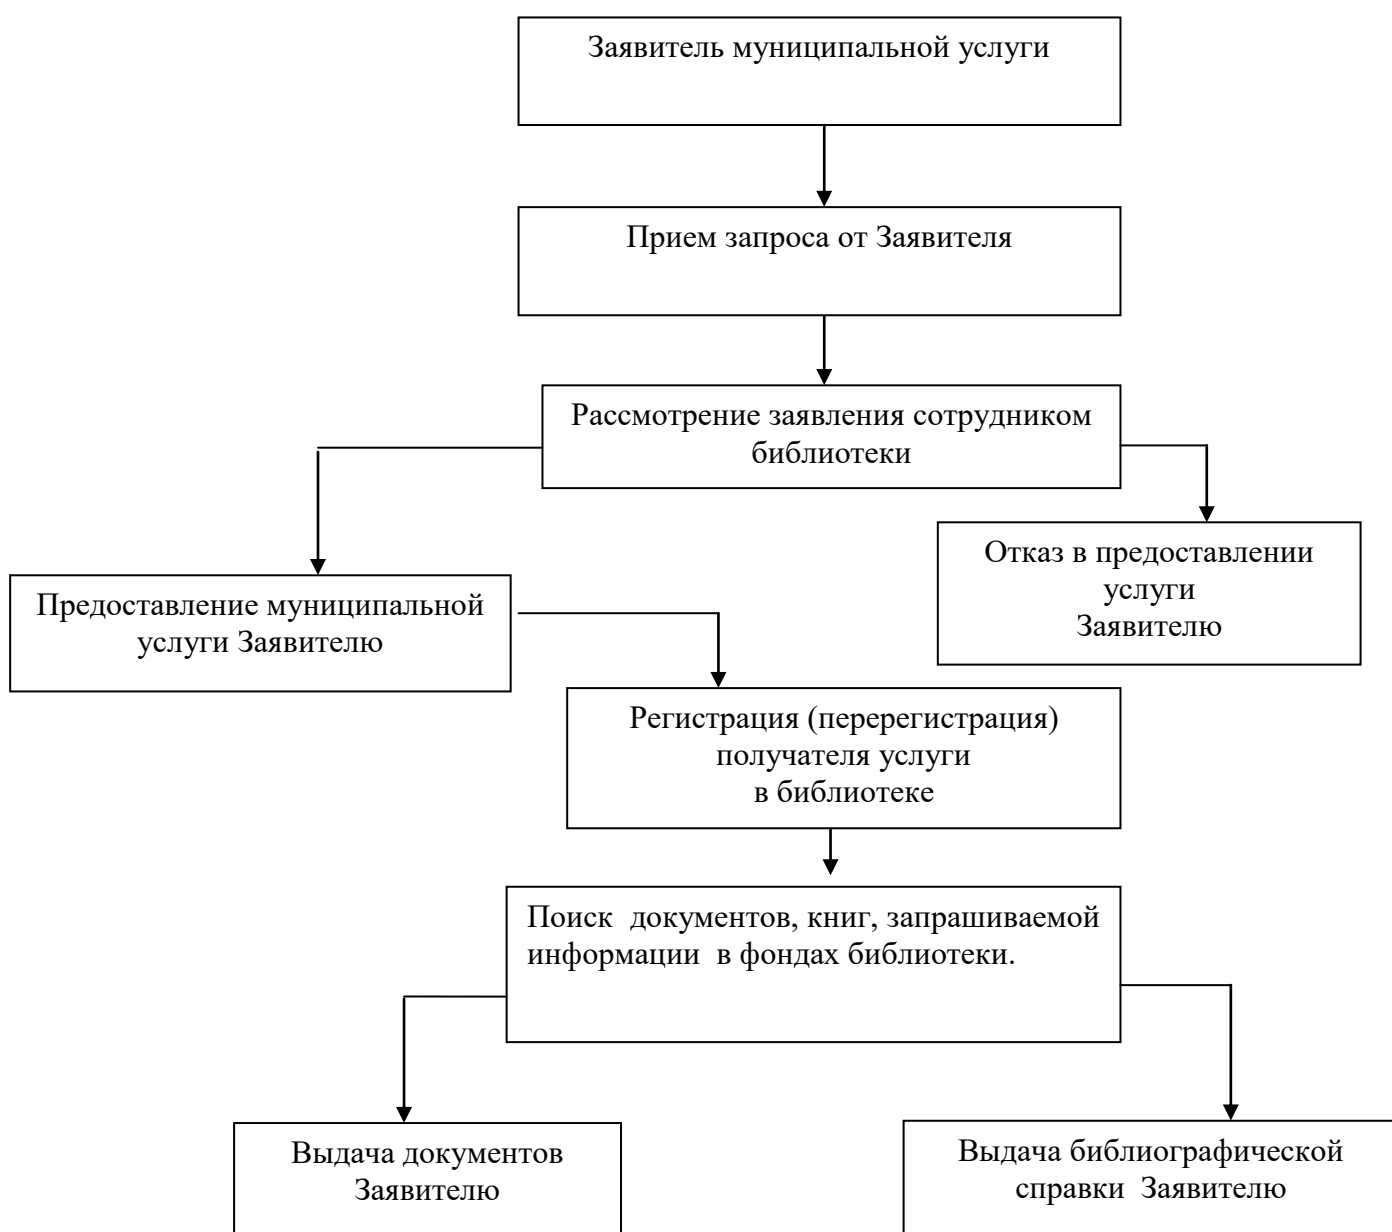 Заявитель муниципальной услуги
Прием запроса от Заявителя
Рассмотрение заявления сотрудником
библиотеки
Отказ в предоставлении
услуги
Заявителю
Предоставление муниципальной
услуги Заявителю
Регистрация (перерегистрация)
получателя услуги
в библиотеке
Поиск  документов, книг, запрашиваемой
информации  в фондах библиотеки.
Выдача документов
Заявителю
Выдача библиографической
справки  Заявителю